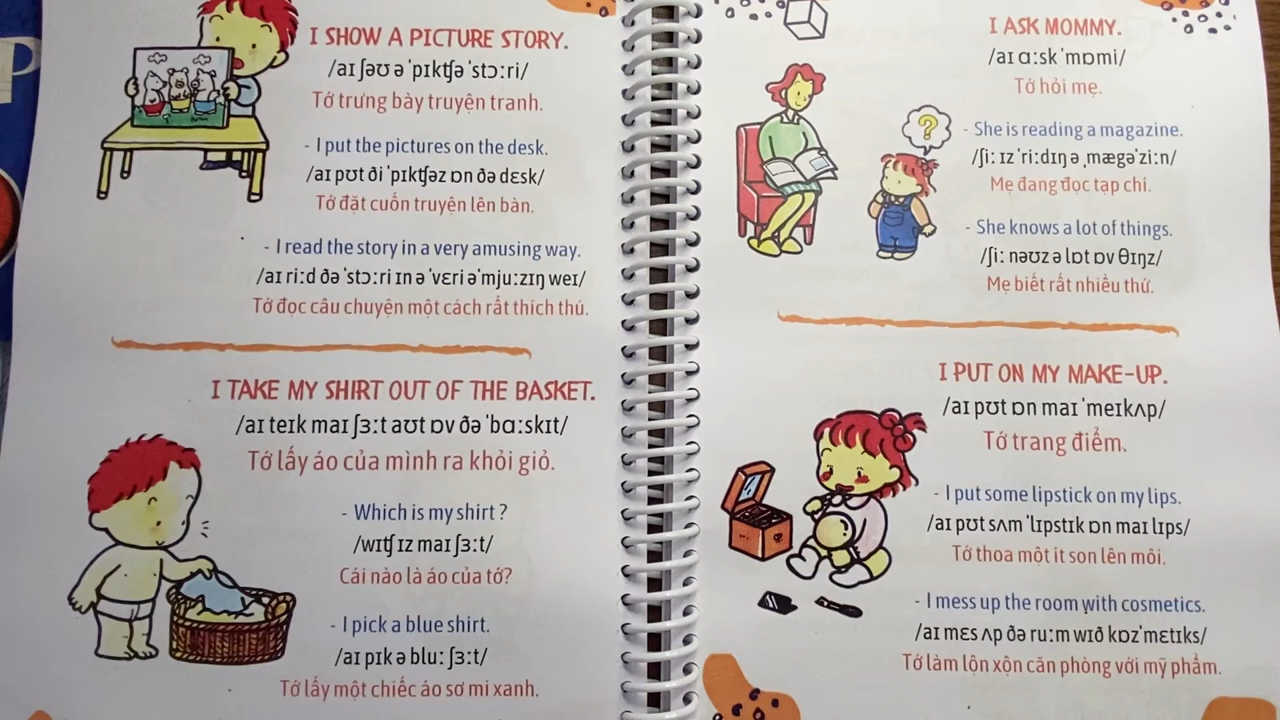 I SHOW A PICTURE STORY.
/aɪ ʃəʊ ə ˈpɪkʧə ˈstɔːri/
Tớ trưng bày truyện tranh.
- I put the pictures on the desk.
/aɪ pʊt ði ˈpɪkʧəz ɒn ðə dɛsk/
Tớ đặt cuốn truyện lên bàn.
- I read the story in a very amusing way.
/aɪ riːd ðə ˈstɔːri ɪn ə ˈvɛri əˈmjuːzɪŋ weɪ/
Tớ đọc câu chuyện một cách rất thích thú.
I TAKE MY SHIRT OUT OF THE BASKET.
/aɪ teɪk maɪ ʃɜːt aʊt ɒv ðə ˈbɑːskɪt/
Tớ lấy áo của mình ra khỏi giỏ.
- Which is my shirt ?
/wɪʧ ɪz maɪ ʃɜːt/
Cái nào là áo của tớ?
- I pick a blue shirt.
/aɪ pɪk ə bluː ʃɜːt/
Tớ lấy một chiếc áo sơ mi xanh.
I ASK MOMMY.
/aɪ ɑːsk ˈmɒmi/
Tớ hỏi mẹ.
?
- She is reading a magazine.
/ʃiː ɪz ˈriːdɪŋ ə ˌmægəˈziːn/
Mẹ đang đọc tạp chí.
- She knows a lot of things.
/ʃiː nəʊz ə lɒt ɒv θɪŋz/
Mẹ biết rất nhiều thứ.
I PUT ON MY MAKE-UP.
/aɪ pʊt ɒn maɪ ˈmeɪkʌp/
Tớ trang điểm.
- I put some lipstick on my lips.
/aɪ pʊt sʌm ˈlɪpstɪk ɒn maɪ lɪps/
Tớ thoa một ít son lên môi.
- I mess up the room with cosmetics.
/aɪ mɛs ʌp ðə ruːm wɪð kɒzˈmɛtɪks/
Tớ làm lộn xộn căn phòng với mỹ phẩm.